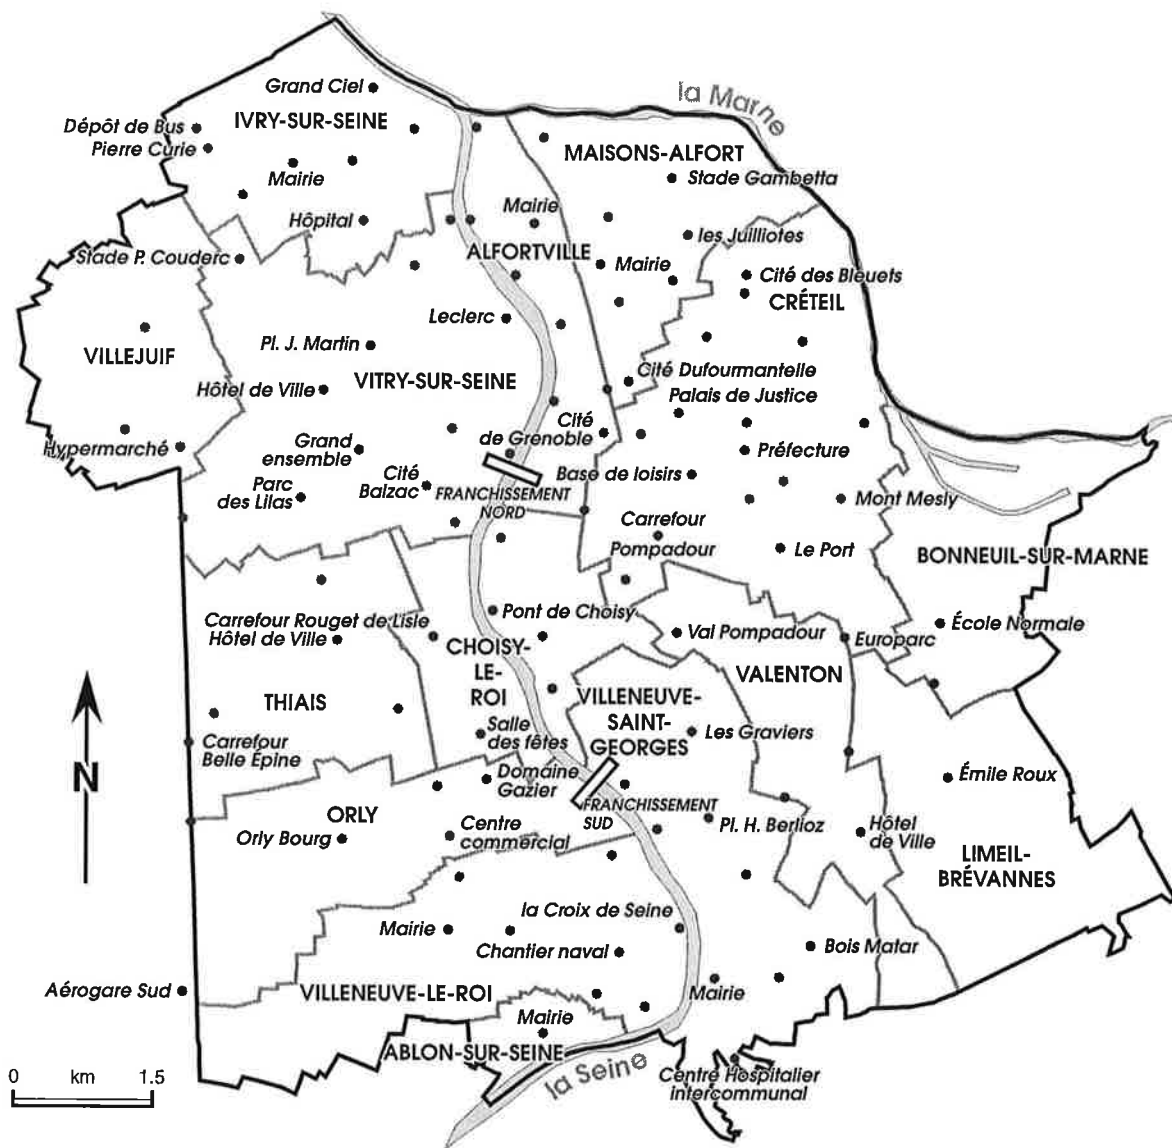 la Marne
Grand Ciel
IVRY-SUR-SEINE
Dépôt de Bus
Pierre Curie
MAISONS-ALFORT
Mairie
Stade Gambetta
Hôpital
Mairie
les Juilliotes
Stade P. Couderc
ALFORTVILLE
Mairie
Cité des Bleuets
CRÉTEIL
Leclerc
VILLEJUIF
Pl. J. Martin
VITRY-SUR-SEINE
Cité Dufourmantelle
Hôtel de Ville
Palais de Justice
Cité
de Grenoble
Hypermarché
Grand
ensemble
Préfecture
Parc
des Lilas
Cité
Balzac
Base de loisirs
FRANCHISSEMENT
NORD
Mont Mesly
Carrefour
Pompadour
Le Port
BONNEUIL-SUR-MARNE
Pont de Choisy
Carrefour Rouget de Lisle
Hôtel de Ville
Val Pompadour
Europarc
École Normale
CHOISY-
LE-
ROI
VALENTON
VILLENEUVE-
SAINT-
GEORGES
THIAIS
Salle
des fêtes
Les Graviers
Carrefour
Belle Épine
N
Domaine
Gazier
Émile Roux
FRANCHISSEMENT
SUD
ORLY
Orly Bourg
Centre
commercial
Pl. H. Berlioz
Hôtel
de Ville
LIMEIL-
BRÉVANNES
la Croix de Seine
Mairie
Chantier naval
Bois Matar
Aérogare Sud
VILLENEUVE-LE-ROI
Mairie
Mairie
ABLON-SUR-SEINE
la Seine
Centre Hospitalier
intercommunal
0 km 1.5